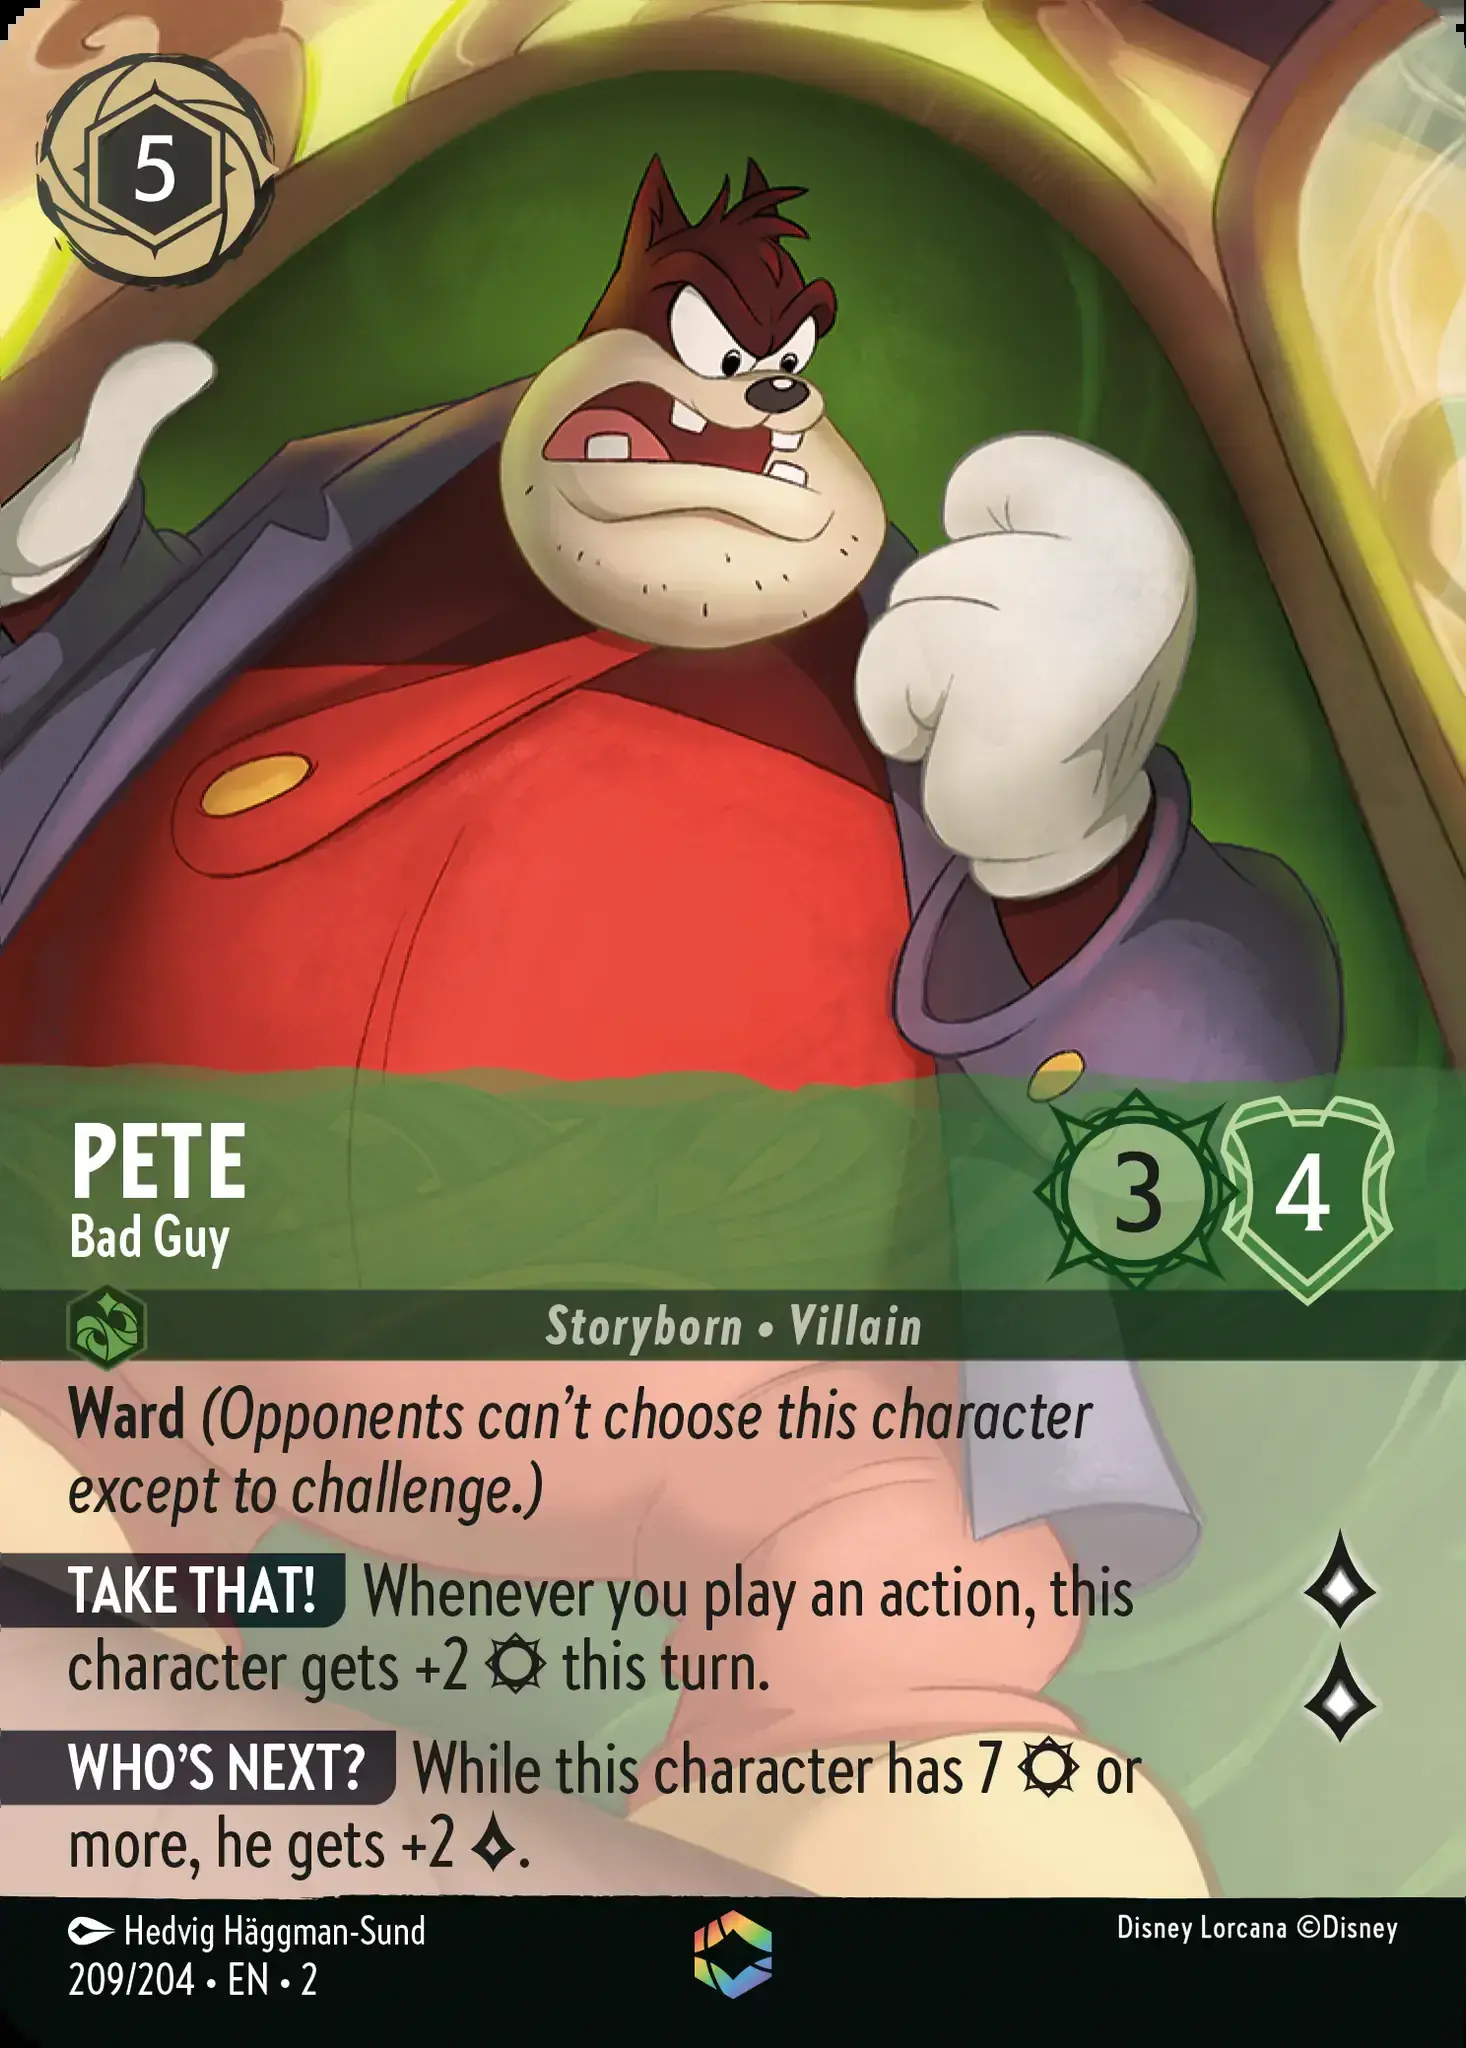 5
PETE
Bad Guy
3 4
Storyborn • Villain
Ward (Opponents can’t choose this character
except to challenge.)
TAKE THAT! Whenever you play an action, this
character gets +2 this turn.
WHO’S NEXT? While this character has 7 or
more, he gets +2 .
Hedvig Häggman-Sund
Disney Lorcana ©Disney
209/204 • EN • 2